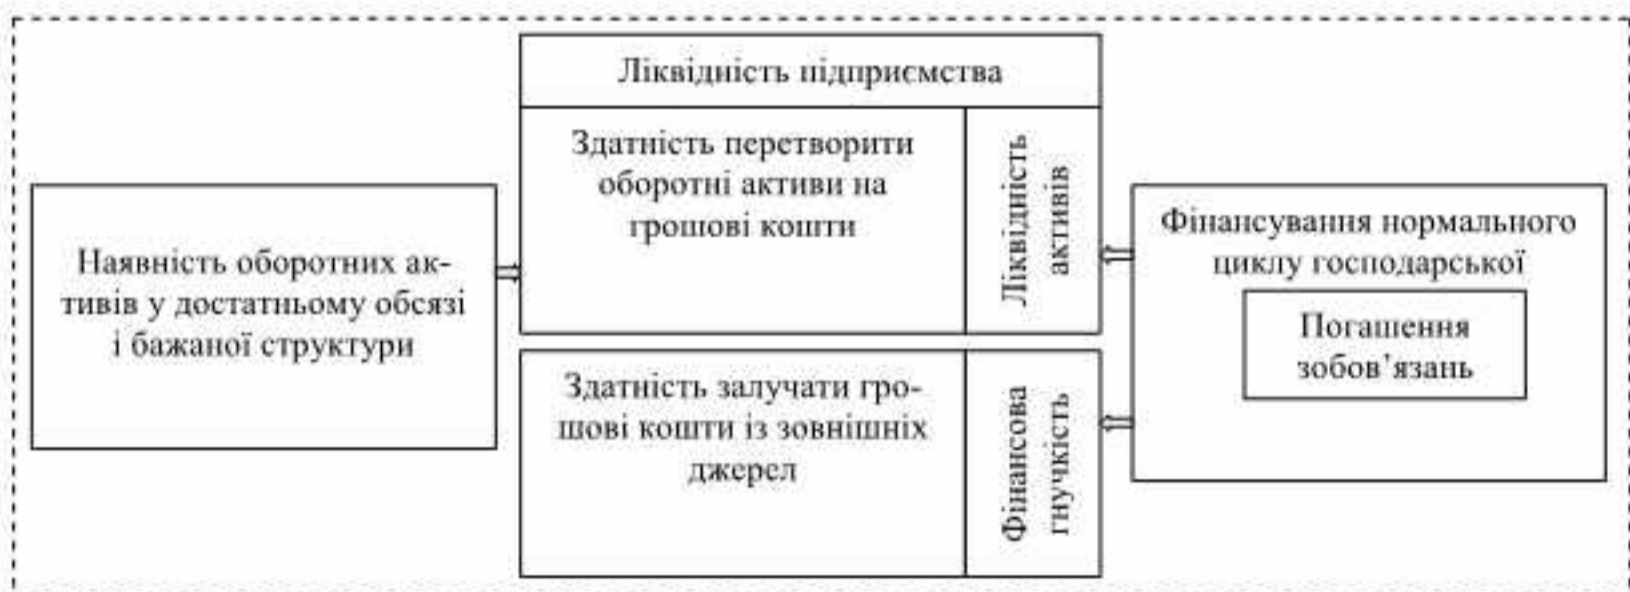 Ліквідність підприємства
Наявність оборотних ак-
тивів у достатньому обсязі
і бажаної структури
Здатність перетворити
оборотні активи на
грошові кошти
Ліквідність
активів
Здатність залучати гро-
шові кошти із зовнішніх
джерел
Фінансова
гнучкість
Фінансування нормального
циклу господарської
Погашення
зобов’язань